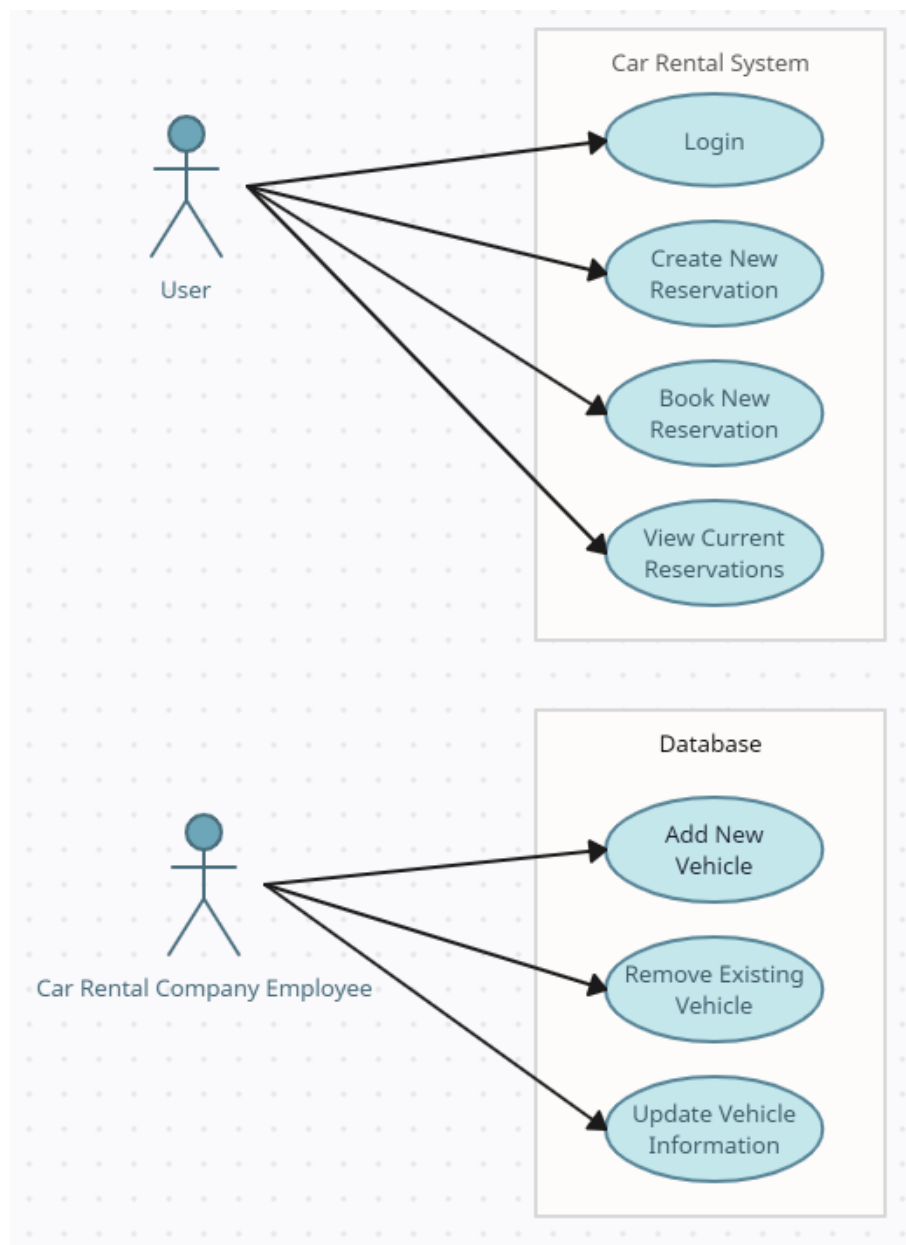 Car Rental System
Login
User
Create New
Reservation
Book New
Reservation
View Current
Reservations
Database
Add New
Vehicle
Car Rental Company Employee
Remove Existing
Vehicle
Update Vehicle
Information